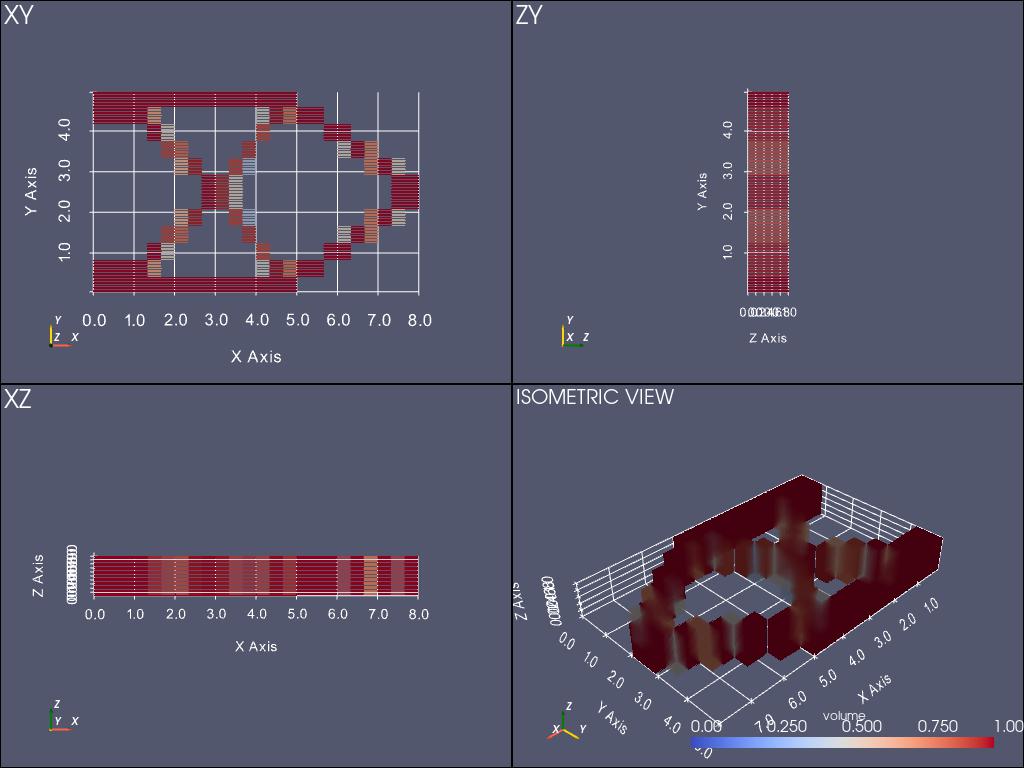 XY
4.0
3.0
2.0
1.0
Y Axis
0.0 1.0 2.0 3.0 4.0 5.0 6.0 7.0 8.0
X Axis
Y
Z X
ZY
4.0
3.0
2.0
1.0
Y Axis
Z Axis
Y
X Z
XZ
Z Axis
0.0 1.0 2.0 3.0 4.0 5.0 6.0 7.0 8.0
X Axis
Z
Y X
ISOMETRIC VIEW
Z Axis
0.0 1.0 2.0 3.0 4.0
Y Axis
1.0 2.0 3.0 4.0 5.0 6.0 7.0
X Axis
volume
0.00 0.250 0.500 0.750 1.00
Z
X Y